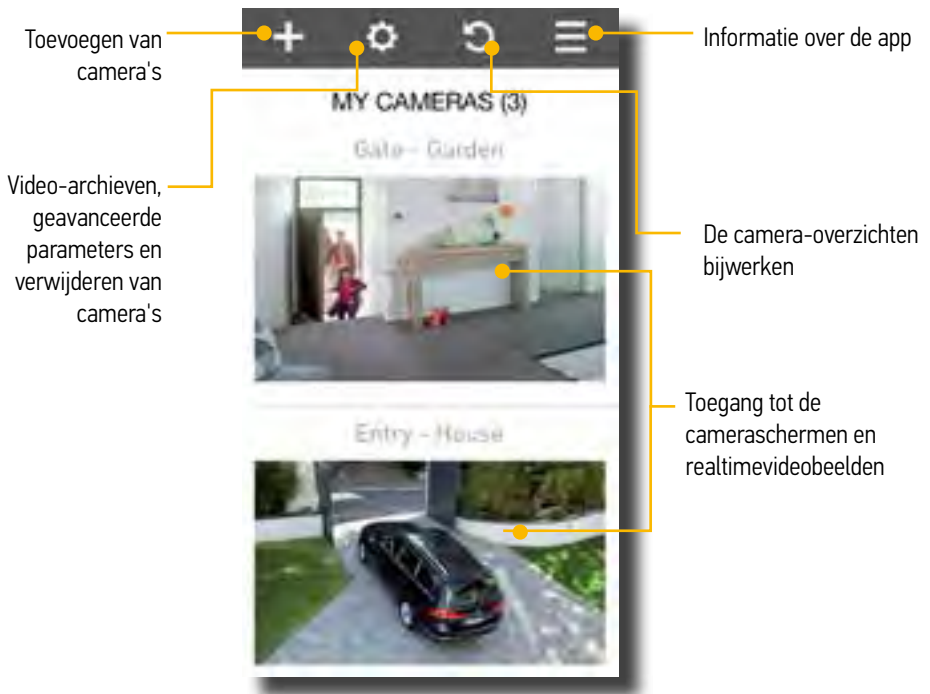 Toevoegen van
camera's
Informatie over de app
MY CAMERAS (3)
Gate - Garden
Video-archieven,
geavanceerde
parameters en
verwijderen van
camera's
De camera-overzichten
bijwerken
Toegang tot de
cameraschermen en
realtimevideobeelden
Entry - House